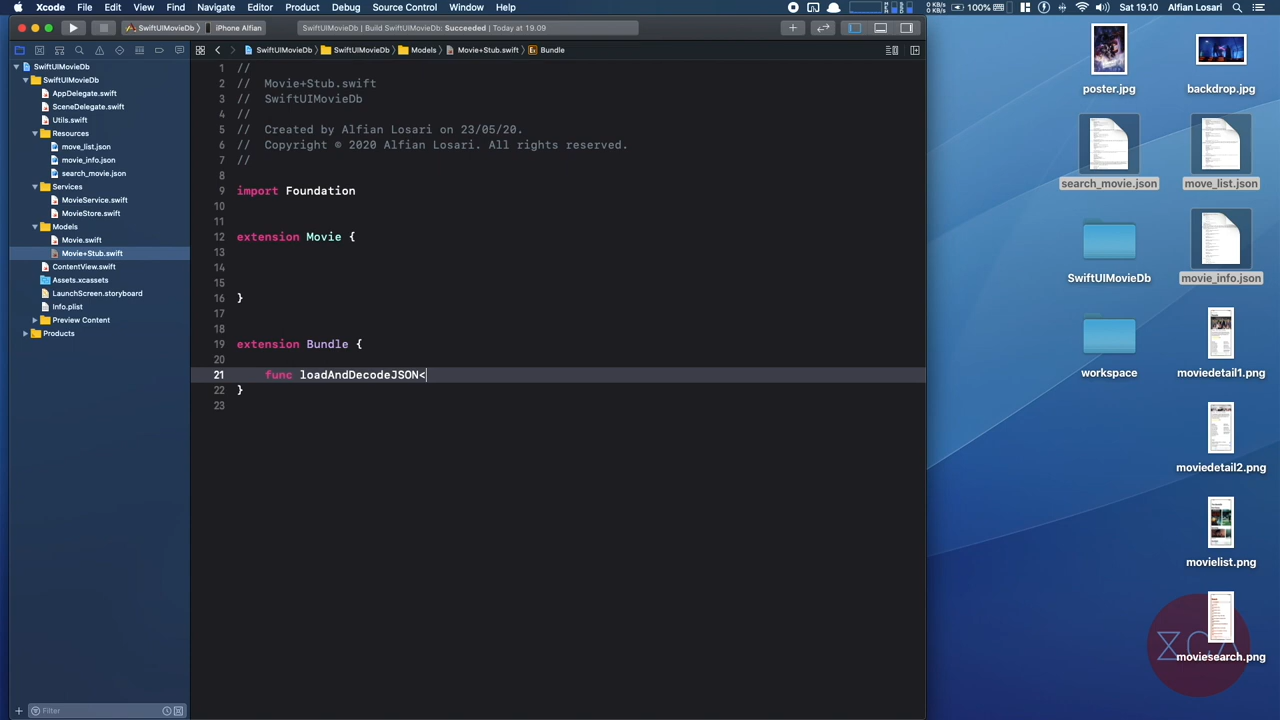 Xcode File Edit View Find Navigate Editor Product Debug Source Control Window Help
100% Sat 19.10 Alfian Losari
SwiftUIMovieDb iPhone Alfian
SwiftUIMovieDb | Build SwiftUIMovieDb: Succeeded | Today at 19.09
SwiftUIMovieDb SwiftUIMovieDb Models Movie+Stub.swift Bundle
SwiftUIMovieDb
SwiftUIMovieDb
AppDelegate.swift
SceneDelegate.swift
Utils.swift
Resources
move_list.json
movie_info.json
search_movie.json
Services
MovieService.swift
MovieStore.swift
Models
Movie.swift
Movie+Stub.swift
ContentView.swift
Assets.xcassets
LaunchScreen.storyboard
Info.plist
Preview Content
Products
Filter
1 //
2 // Movie+Stub.swift
3 // SwiftUIMovieDb
4 //
5 // Created by Alfian Losari on 23/05/20.
6 // Copyright © 2020 Alfian Losari. All rights reserved.
7 //
8
9 import Foundation
10
11
12 extension Movie {
13
14
15
16 }
17
18
19 extension Bundle {
20
21 func loadAndDecodeJSON<
22 }
23
poster.jpg
backdrop.jpg
search_movie.json
move_list.json
SwiftUIMovieDb
movie_info.json
workspace
moviedetail1.png
moviedetail2.png
movielist.png
moviesearch.png
XCA